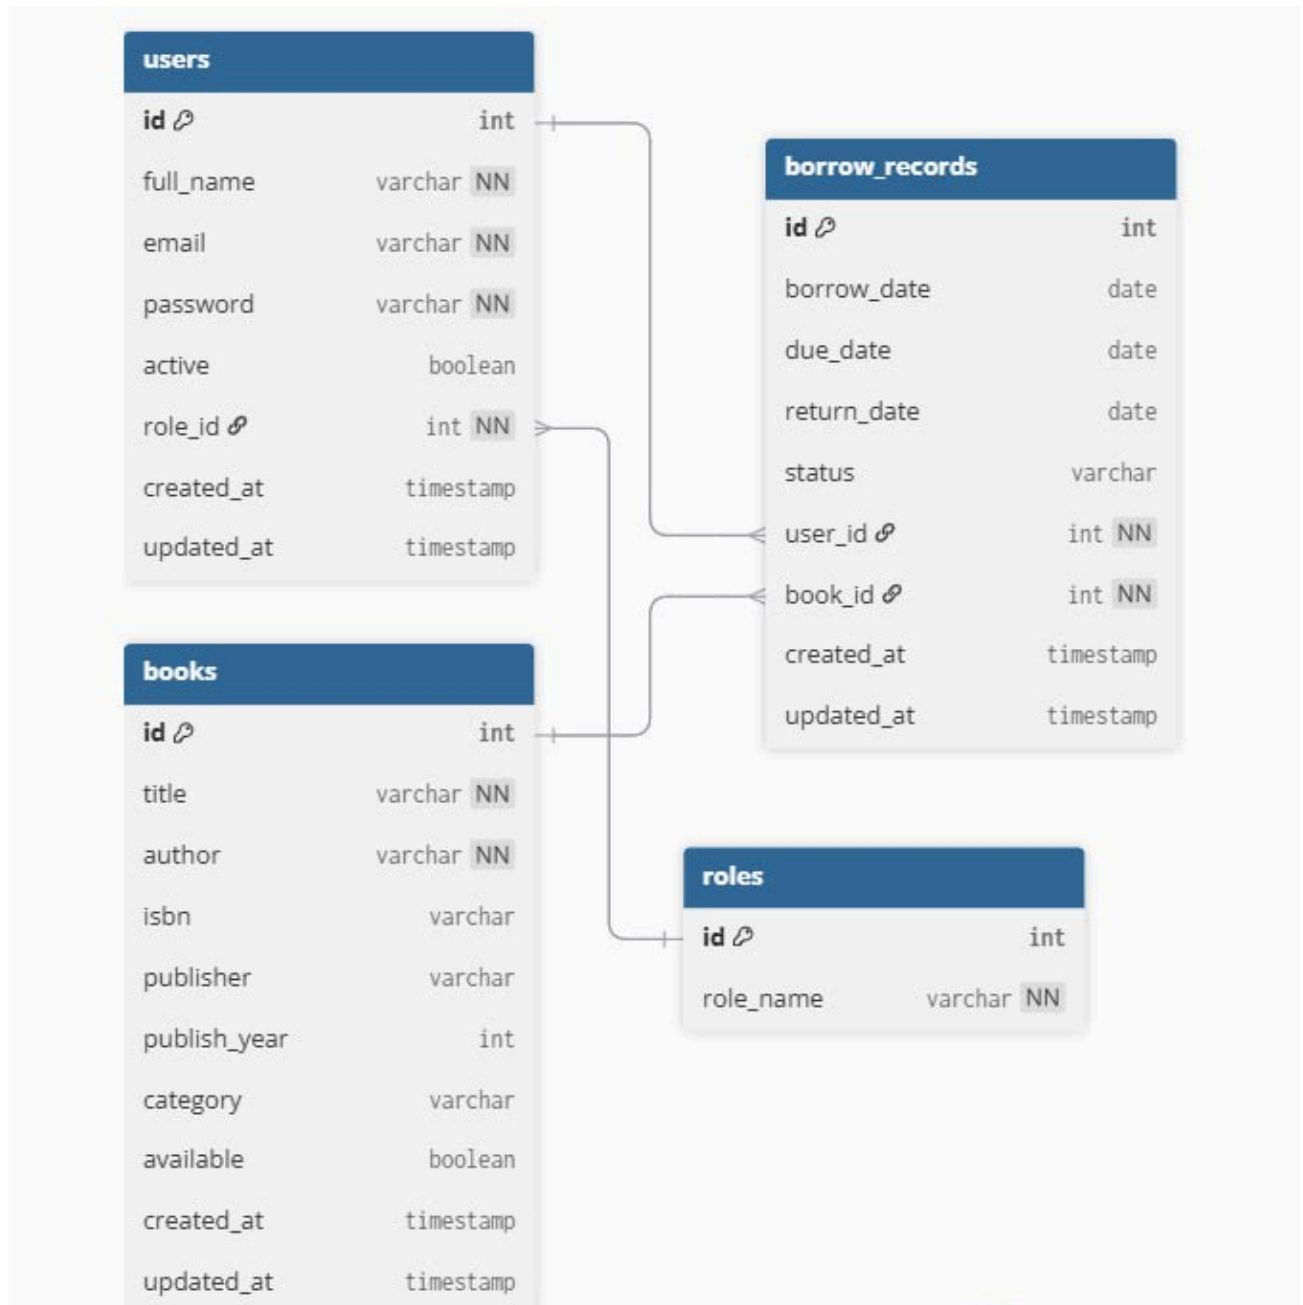 users
id int
full_name varchar NN
email varchar NN
password varchar NN
active boolean
role_id int NN
created_at timestamp
updated_at timestamp
borrow_records
id int
borrow_date date
due_date date
return_date date
status varchar
user_id int NN
book_id int NN
created_at timestamp
updated_at timestamp
books
id int
title varchar NN
author varchar NN
isbn varchar
publisher varchar
publish_year int
category varchar
available boolean
created_at timestamp
updated_at timestamp
roles
id int
role_name varchar NN